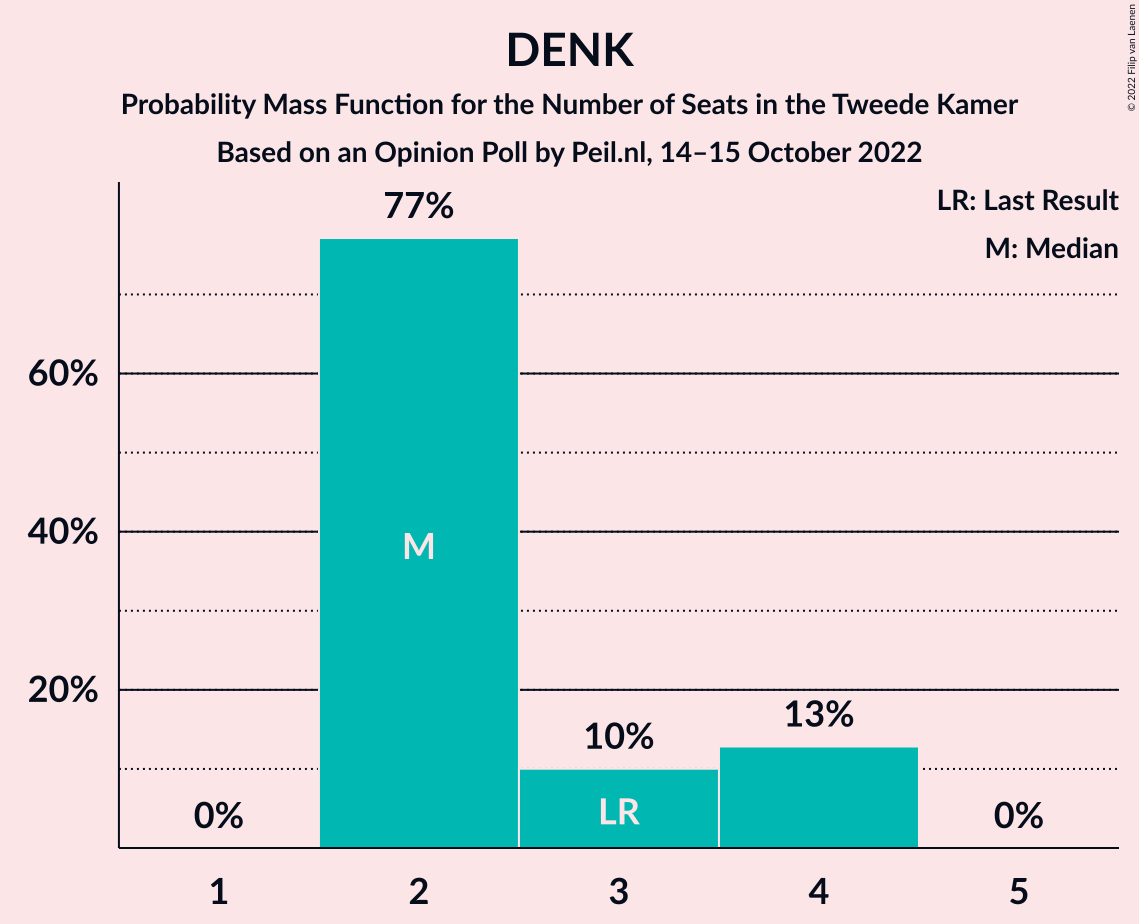 DENK
Probability Mass Function for the Number of Seats in the Tweede Kamer
Based on an Opinion Poll by Peil.nl, 14–15 October 2022
© 2022 Filip van Laenen
LR: Last Result
M: Median
77%
60%
40%
20%
M
10%
13%
LR
0%
0%
1 2 3 4 5